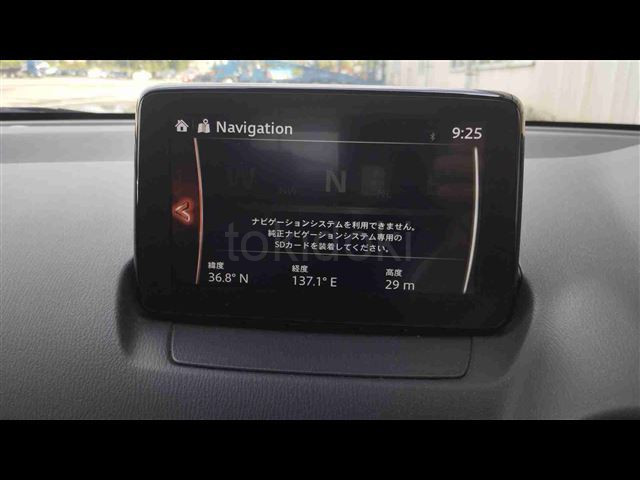 Navigation
9:25
W NW N NE E
ナビゲーションシステムを利用できません。
純正ナビゲーションシステム専用の
SDカードを装着してください。
緯度 経度 高度
36.8° N 137.1° E 29 m